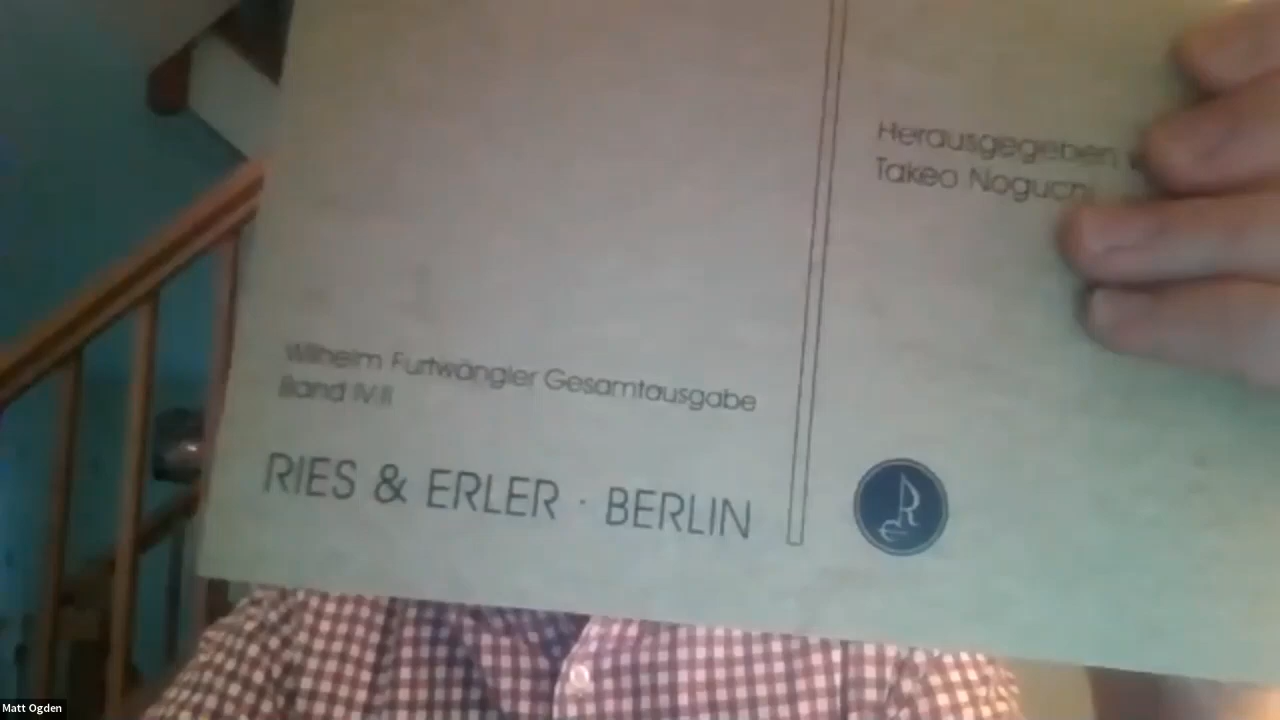 Herausgegeben
Takeo Noguchi
Wilhelm Furtwängler Gesamtausgabe
Band IV.II
RIES & ERLER · BERLIN
Matt Ogden